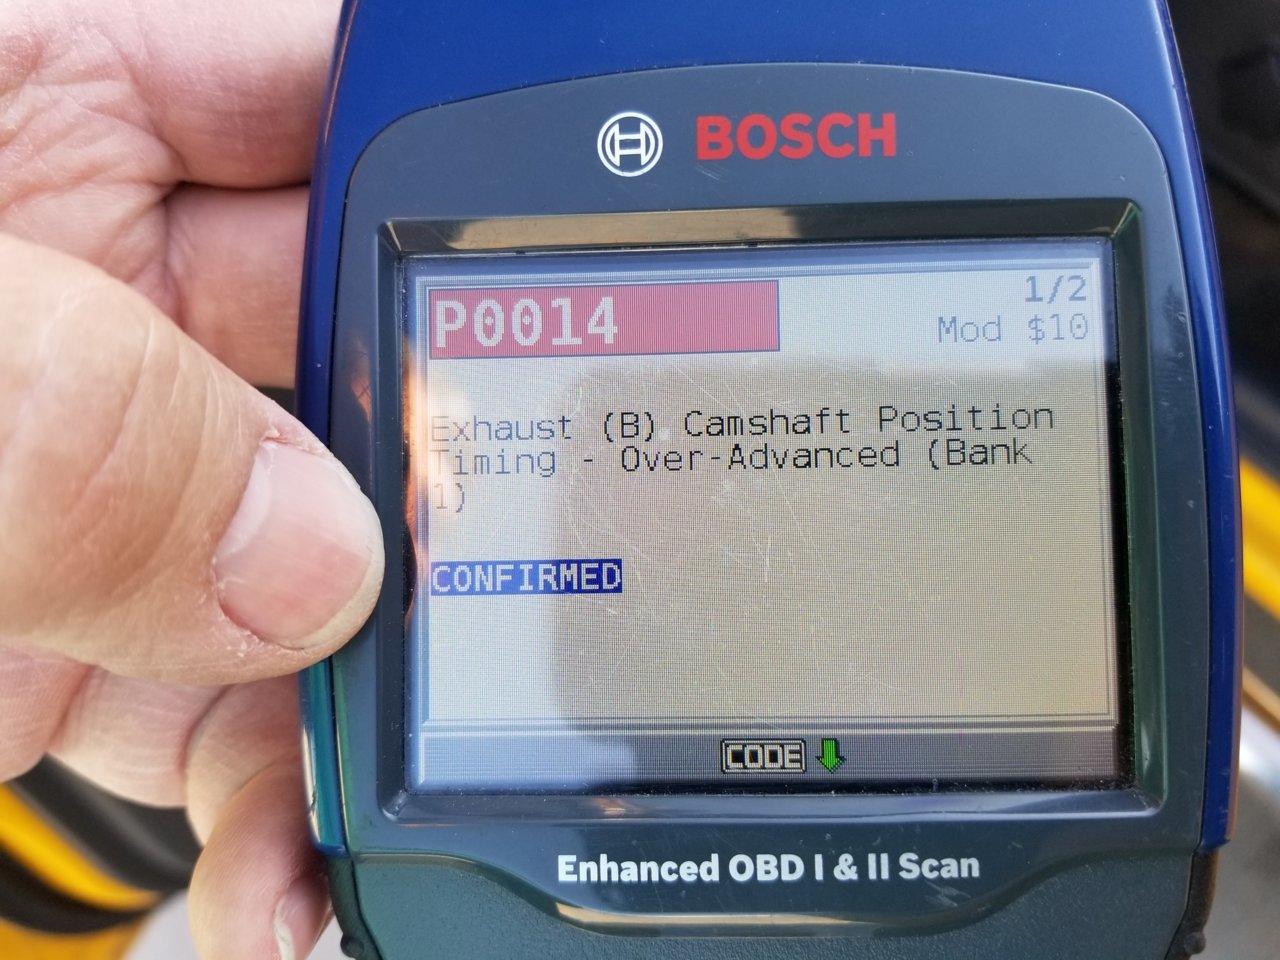 BOSCH
P0014
1/2
Mod $10
Exhaust (B) Camshaft Position
Timing - Over-Advanced (Bank
1)
CONFIRMED
CODE
Enhanced OBD I & II Scan